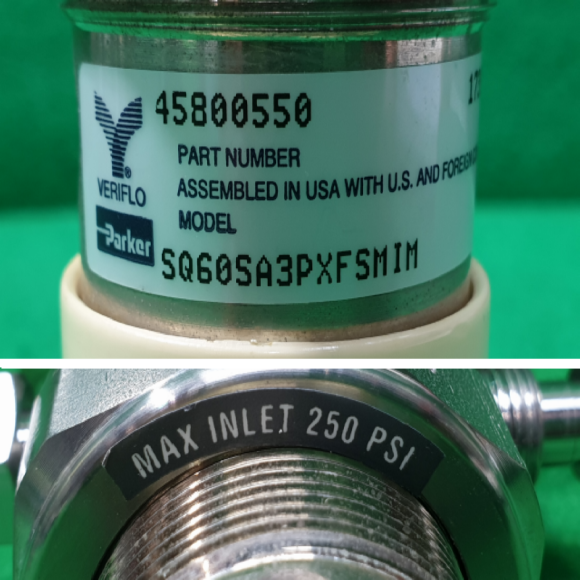 45800550
PART NUMBER
ASSEMBLED IN USA WITH U.S. AND
VERIFLO
MODEL
Parker
SQ60SA3PXFSMIM
MAX INLET 250 PSI